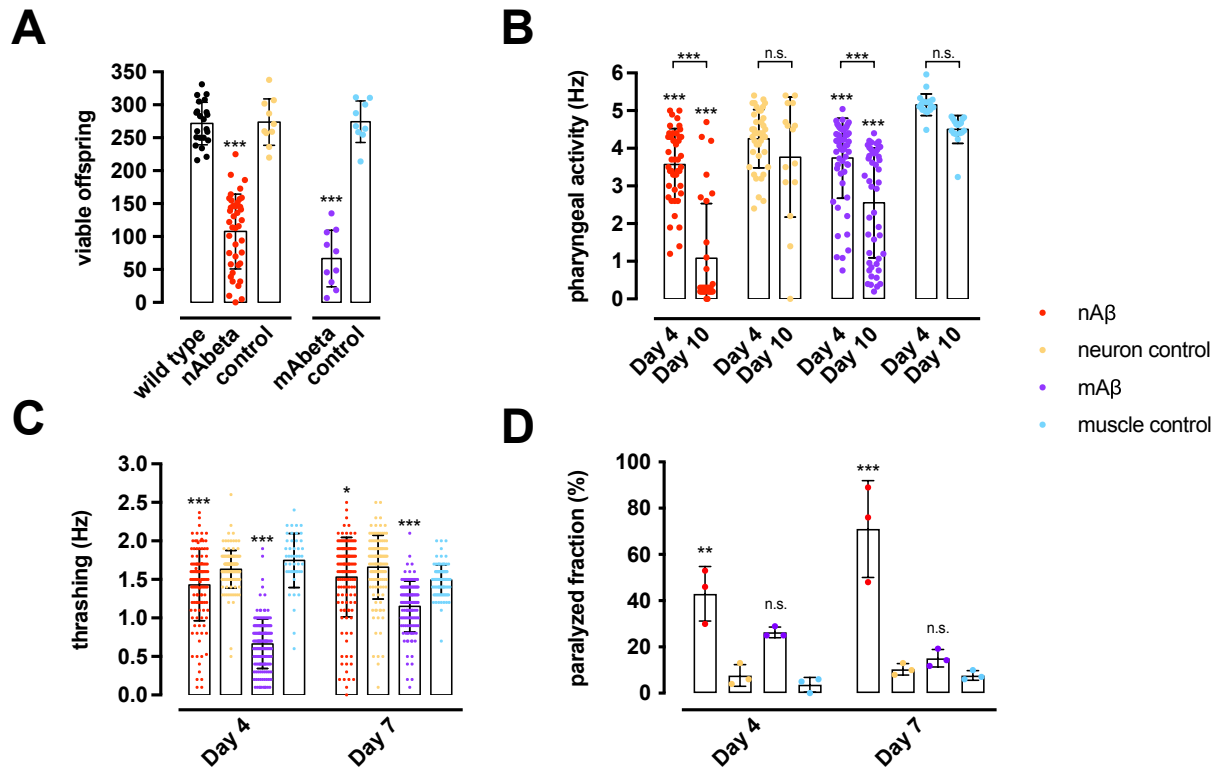 A
viable offspring
350
300
250
200
150
100
50
0
***
***
wild type
nAbeta
control
mAbeta
control
B
pharyngeal activity (Hz)
6
5
4
3
2
1
0
*** n.s. *** n.s.
*** *** *** ***
Day 4
Day 10
Day 4
Day 10
Day 4
Day 10
Day 4
Day 10
nAβ
neuron control
mAβ
muscle control
C
thrashing (Hz)
3.0
2.5
2.0
1.5
1.0
0.5
0.0
*** *** * ***
Day 4
Day 7
D
paralyzed fraction (%)
100
80
60
40
20
0
** n.s. *** n.s.
Day 4
Day 7